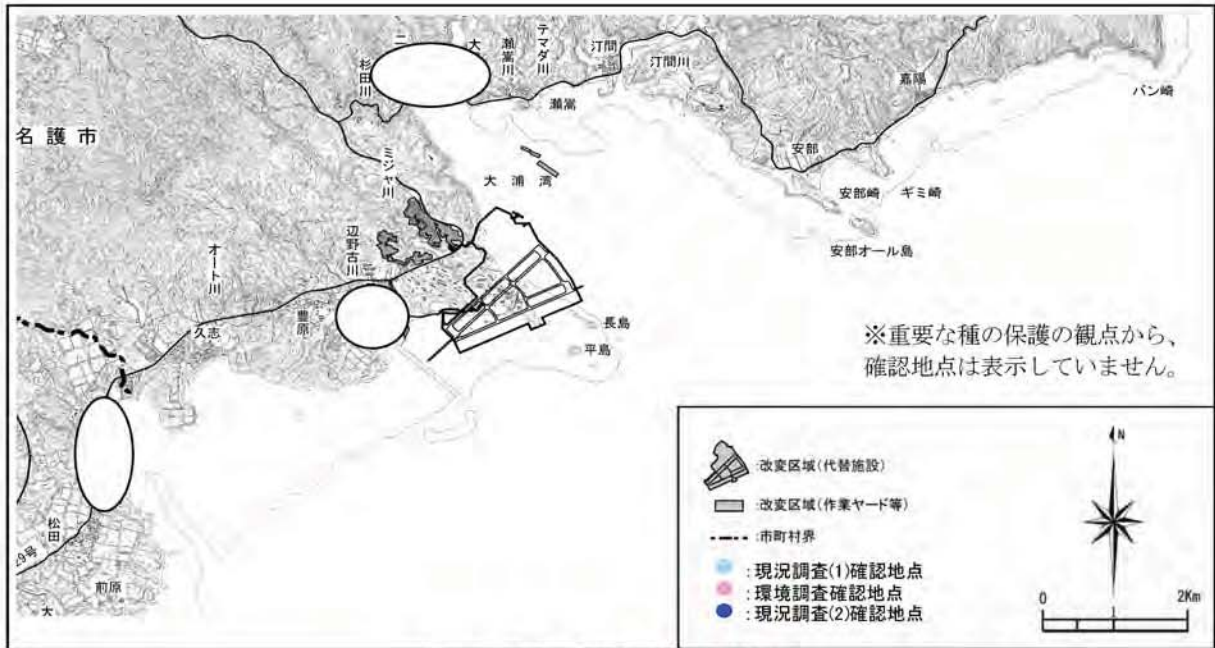 二
大
瀬嵩川
テマダ川
汀間
汀間川
杉田川
瀬嵩
嘉陽
バン崎
名護市
安部
ミジャ川
大浦湾
安部崎
ギミ崎
安部オール島
辺野古川
オート川
久志
豊原
長島
平島
※重要な種の保護の観点から、
確認地点は表示していません。
松田
29号
前原
大
:改変区域(代替施設)
:改変区域(作業ヤード等)
:市町村界
:現況調査(1)確認地点
:環境調査確認地点
:現況調査(2)確認地点
N
0 2Km